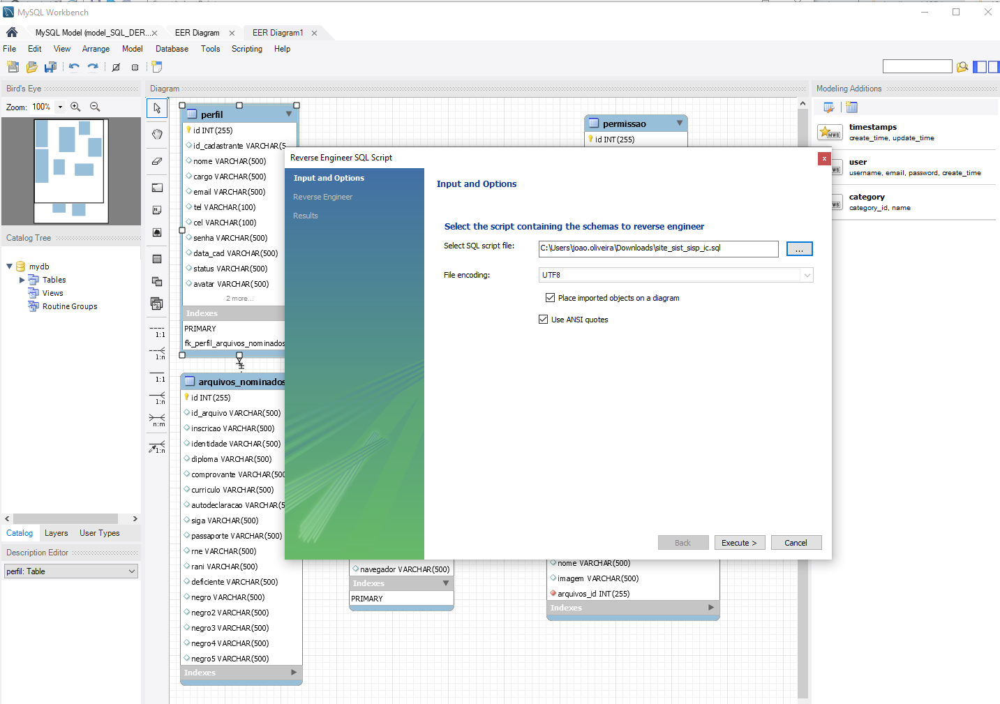 MySQL Workbench
MySQL Model (model_SQL_DER...
EER Diagram
EER Diagram1
File Edit View Arrange Model Database Tools Scripting Help
Bird's Eye
Zoom: 100%
Catalog Tree
mydb
Tables
Views
Routine Groups
Catalog Layers User Types
Description Editor
perfil: Table
Diagram
1:1
1:n
1:1
1:n
n:m
1:n
perfil
id INT(255)
id_cadastrante VARCHAR(5
nome VARCHAR(500)
cargo VARCHAR(500)
email VARCHAR(500)
tel VARCHAR(100)
cel VARCHAR(100)
senha VARCHAR(500)
data_cad VARCHAR(500)
status VARCHAR(500)
avatar VARCHAR(500)
2 more...
Indexes
PRIMARY
fk_perfil_arquivos_nominados
arquivos_nominados
id INT(255)
id_arquivo VARCHAR(500)
inscricao VARCHAR(500)
identidade VARCHAR(500)
diploma VARCHAR(500)
comprovante VARCHAR(500
curriculo VARCHAR(500)
autodeclaracao VARCHAR(5
siga VARCHAR(500)
passaporte VARCHAR(500)
rne VARCHAR(500)
rani VARCHAR(500)
deficiente VARCHAR(500)
negro VARCHAR(500)
negro2 VARCHAR(500)
negro3 VARCHAR(500)
negro4 VARCHAR(500)
negro5 VARCHAR(500)
Indexes
permissao
id INT(255)
Reverse Engineer SQL Script
x
Input and Options
Reverse Engineer
Results
Input and Options
Select the script containing the schemas to reverse engineer
Select SQL script file: C:\Users\joao.oliveira\Downloads\site_sist_sisp_ic.sql ...
File encoding: UTF8
Place imported objects on a diagram
Use ANSI quotes
Back Execute > Cancel
navegador VARCHAR(500)
Indexes
PRIMARY
nome VARCHAR(500)
imagem VARCHAR(500)
arquivos_id INT(255)
Indexes
Modeling Additions
MWB
timestamps
create_time, update_time
WB
user
username, email, password, create_time
WB
category
category_id, name